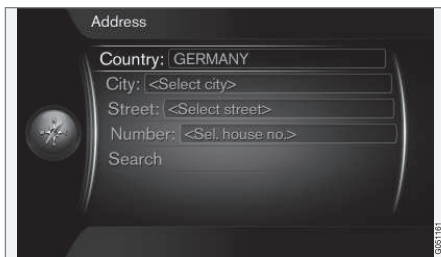 Address
Country: GERMANY
City: <Select city>
Street: <Select street>
Number: <Sel. house no.>
Search
G051161